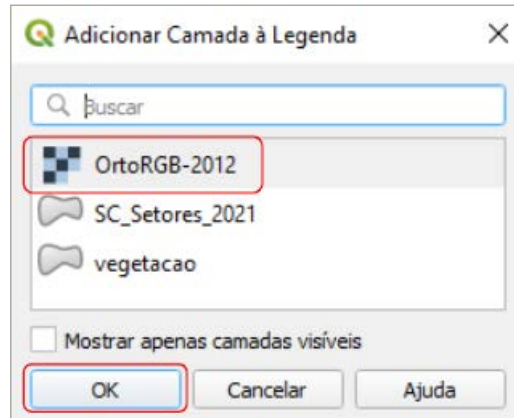 Adicionar Camada à Legenda
Buscar
OrtoRGB-2012
SC_Setores_2021
vegetacao
Mostrar apenas camadas visíveis
OK Cancelar Ajuda